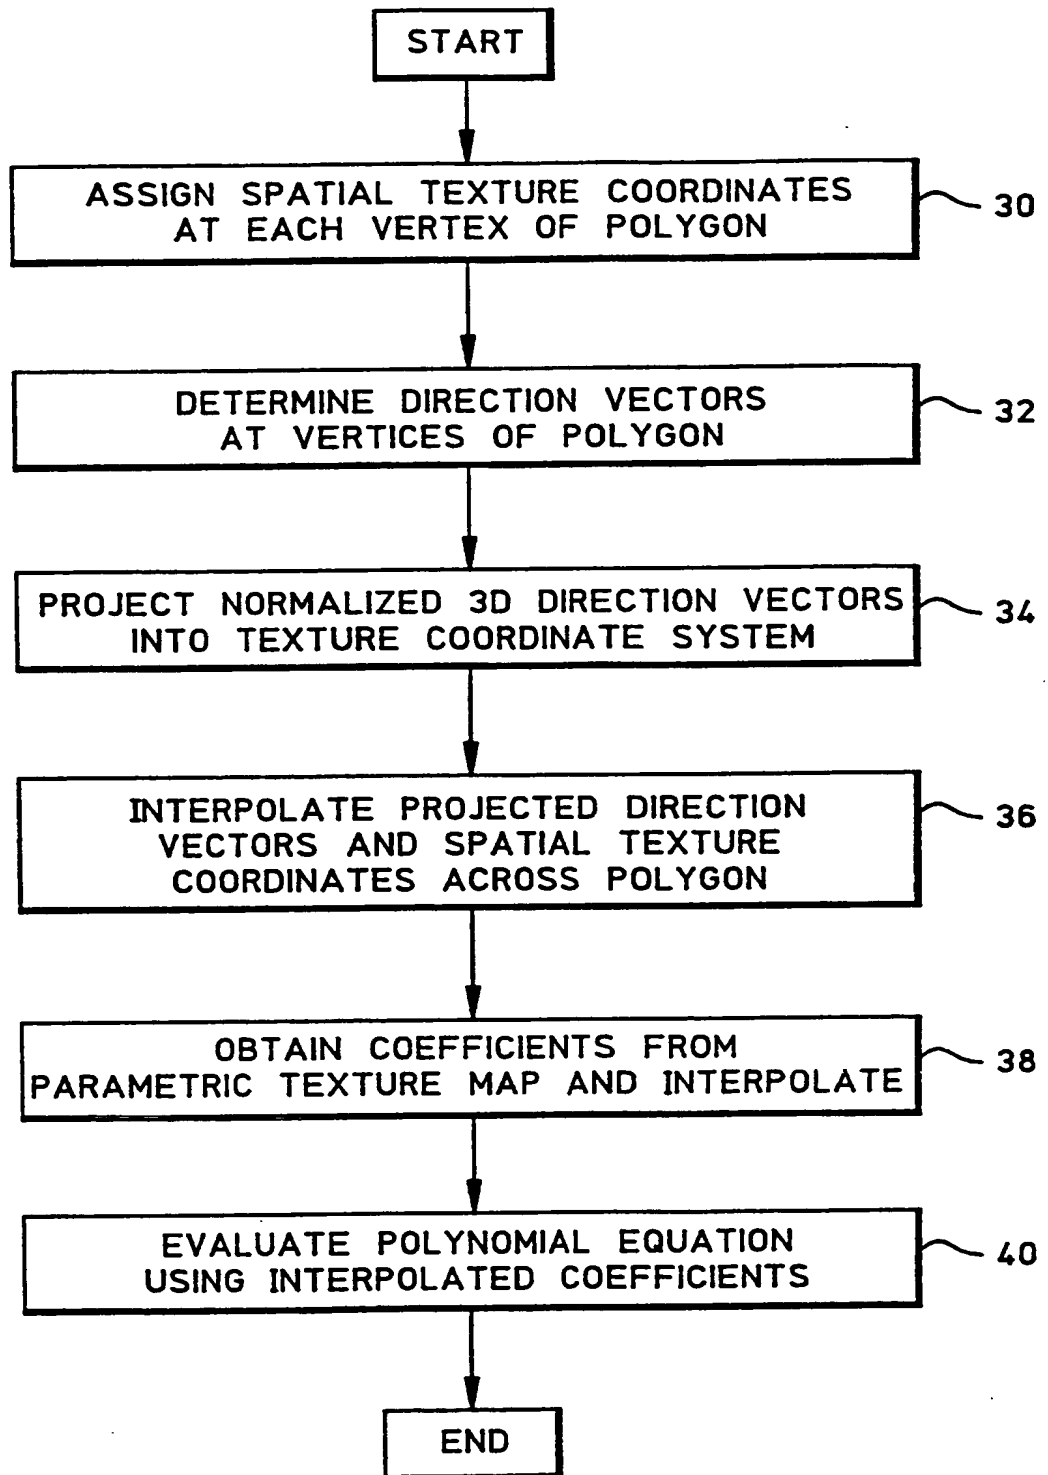 START
ASSIGN SPATIAL TEXTURE COORDINATES
AT EACH VERTEX OF POLYGON
30
DETERMINE DIRECTION VECTORS
AT VERTICES OF POLYGON
32
PROJECT NORMALIZED 3D DIRECTION VECTORS
INTO TEXTURE COORDINATE SYSTEM
34
INTERPOLATE PROJECTED DIRECTION
VECTORS AND SPATIAL TEXTURE
COORDINATES ACROSS POLYGON
36
OBTAIN COEFFICIENTS FROM
PARAMETRIC TEXTURE MAP AND INTERPOLATE
38
EVALUATE POLYNOMIAL EQUATION
USING INTERPOLATED COEFFICIENTS
40
END